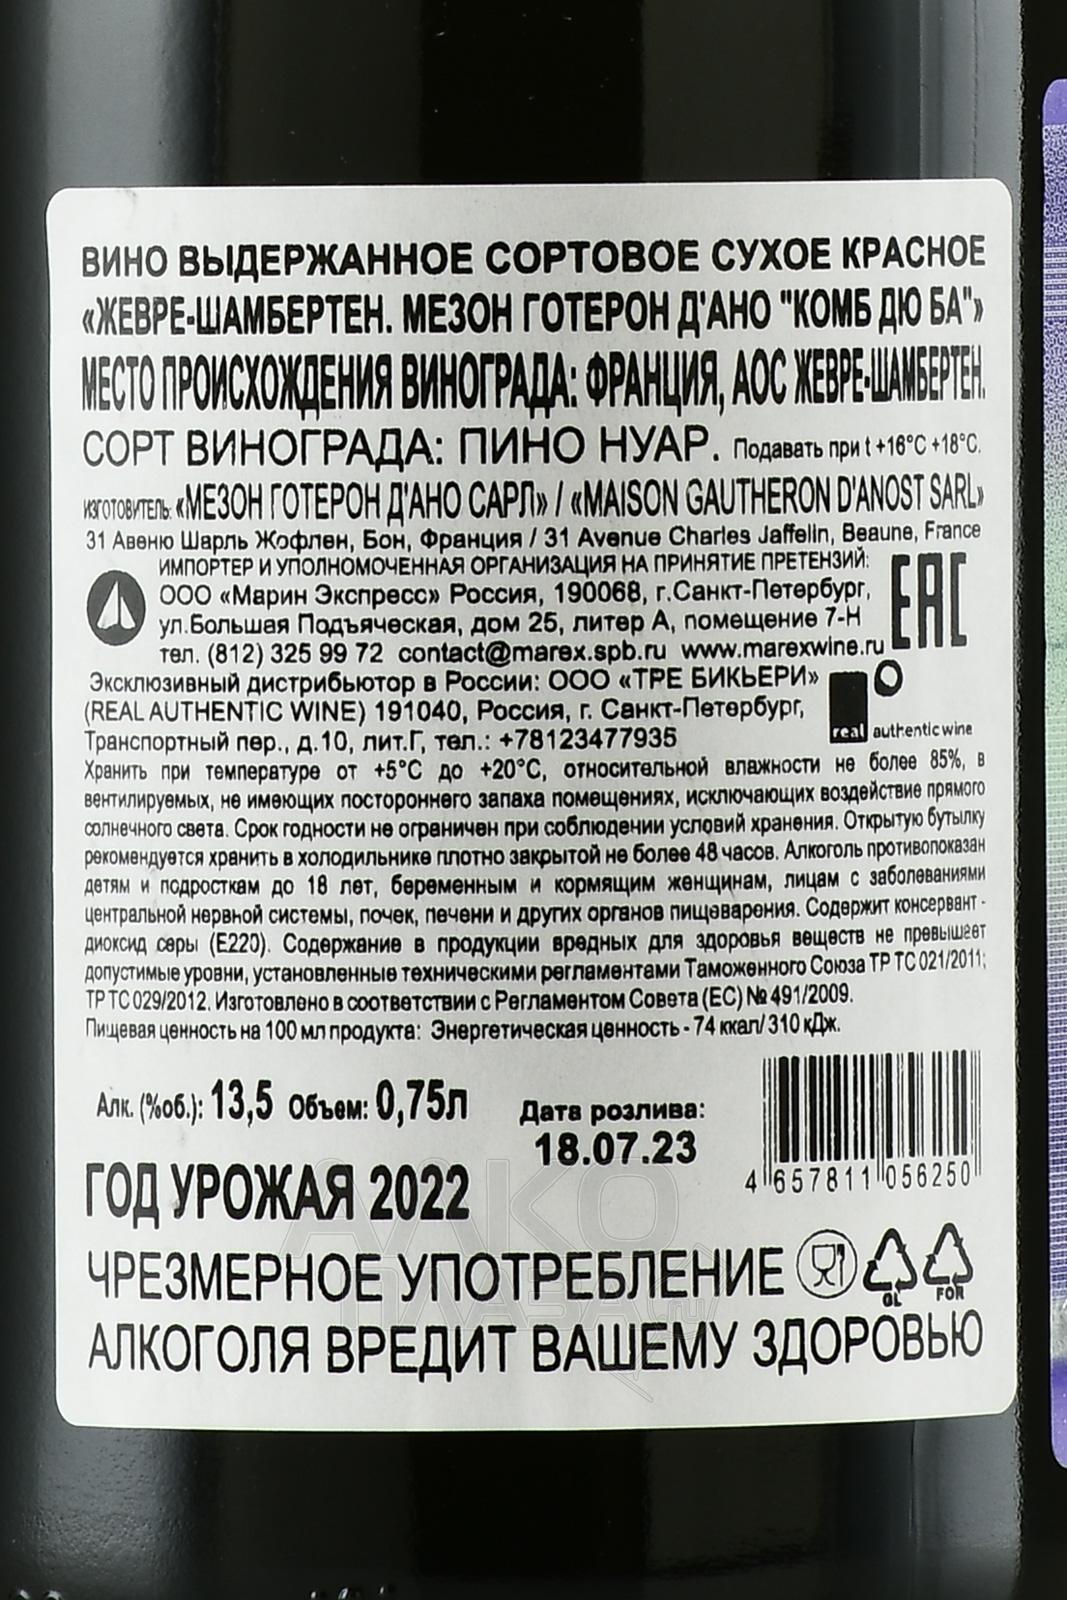 ВИНО ВЫДЕРЖАННОЕ СОРТОВОЕ СУХОЕ КРАСНОЕ
«ЖЕВРЕ-ШАМБЕРТЕН. МЕЗОН ГОТЕРОН Д'АНО "КОМБ ДЮ БА"»
МЕСТО ПРОИСХОЖДЕНИЯ ВИНОГРАДА: ФРАНЦИЯ, АОС ЖЕВРЕ-ШАМБЕРТЕН.
СОРТ ВИНОГРАДА: ПИНО НУАР. Подавать при t +16°C +18°C.
ИЗГОТОВИТЕЛЬ: «МЕЗОН ГОТЕРОН Д'АНО САРЛ» / «MAISON GAUTHERON D'ANOST SARL»
31 Авеню Шарль Жофлен, Бон, Франция / 31 Avenue Charles Jaffelin, Beaune, France
ИМПОРТЕР И УПОЛНОМОЧЕННАЯ ОРГАНИЗАЦИЯ НА ПРИНЯТИЕ ПРЕТЕНЗИЙ:
ООО «Марин Экспресс» Россия, 190068, г.Санкт-Петербург,
ул.Большая Подъяческая, дом 25, литер А, помещение 7-Н
тел. (812) 325 99 72 contact@marex.spb.ru www.marexwine.ru
EAC
Эксклюзивный дистрибьютор в России: ООО «ТРЕ БИКЬЕРИ»
(REAL AUTHENTIC WINE) 191040, Россия, г. Санкт-Петербург,
Транспортный пер., д.10, лит.Г, тел.: +78123477935
real authentic wine
Хранить при температуре от +5°C до +20°C, относительной влажности не более 85%, в
вентилируемых, не имеющих постороннего запаха помещениях, исключающих воздействие прямого
солнечного света. Срок годности не ограничен при соблюдении условий хранения. Открытую бутылку
рекомендуется хранить в холодильнике плотно закрытой не более 48 часов. Алкоголь противопоказан
детям и подросткам до 18 лет, беременным и кормящим женщинам, лицам с заболеваниями
центральной нервной системы, почек, печени и других органов пищеварения. Содержит консервант -
диоксид серы (Е220). Содержание в продукции вредных для здоровья веществ не превышает
допустимые уровни, установленные техническими регламентами Таможенного Союза ТР ТС 021/2011;
ТР ТС 029/2012. Изготовлено в соответствии с Регламентом Совета (ЕС) № 491/2009.
Пищевая ценность на 100 мл продукта: Энергетическая ценность - 74 ккал/ 310 кДж.
Алк. (%об.): 13,5 Объем: 0,75л
Дата розлива:
18.07.23
4 657811 056250
ГОД УРОЖАЯ 2022
ЧРЕЗМЕРНОЕ УПОТРЕБЛЕНИЕ
GL FOR
АЛКОГОЛЯ ВРЕДИТ ВАШЕМУ ЗДОРОВЬЮ
АЛКО
ПЛАЗА.ru